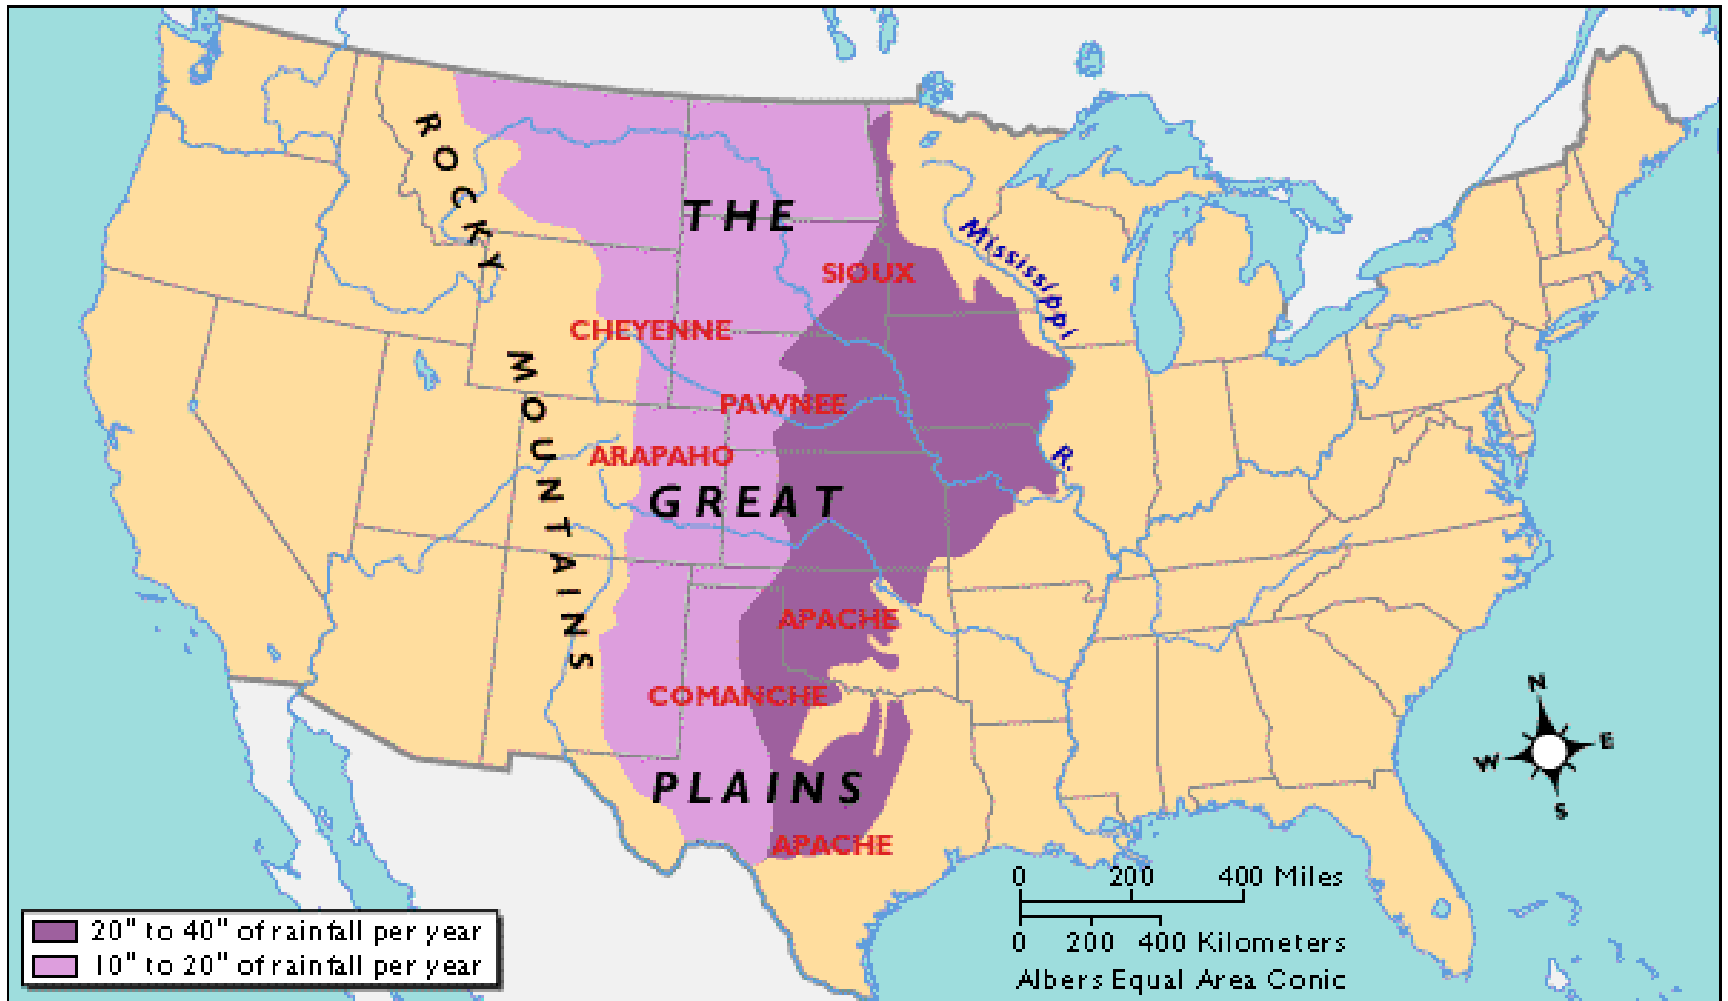 ROCKY
MOUNTAINS
THE
GREAT
PLAINS
Mississippi
R.
SIOUX
CHEYENNE
PAWNEE
ARAPAHO
APACHE
COMANCHE
APACHE
N
W E
S
0 200 400 Miles
0 200 400 Kilometers
Albers Equal Area Conic
20" to 40" of rainfall per year
10" to 20" of rainfall per year